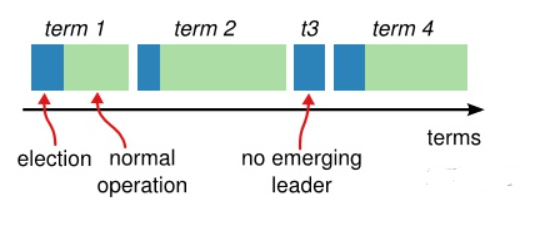 term 1 term 2 t3 term 4
terms
election normal operation no emerging leader